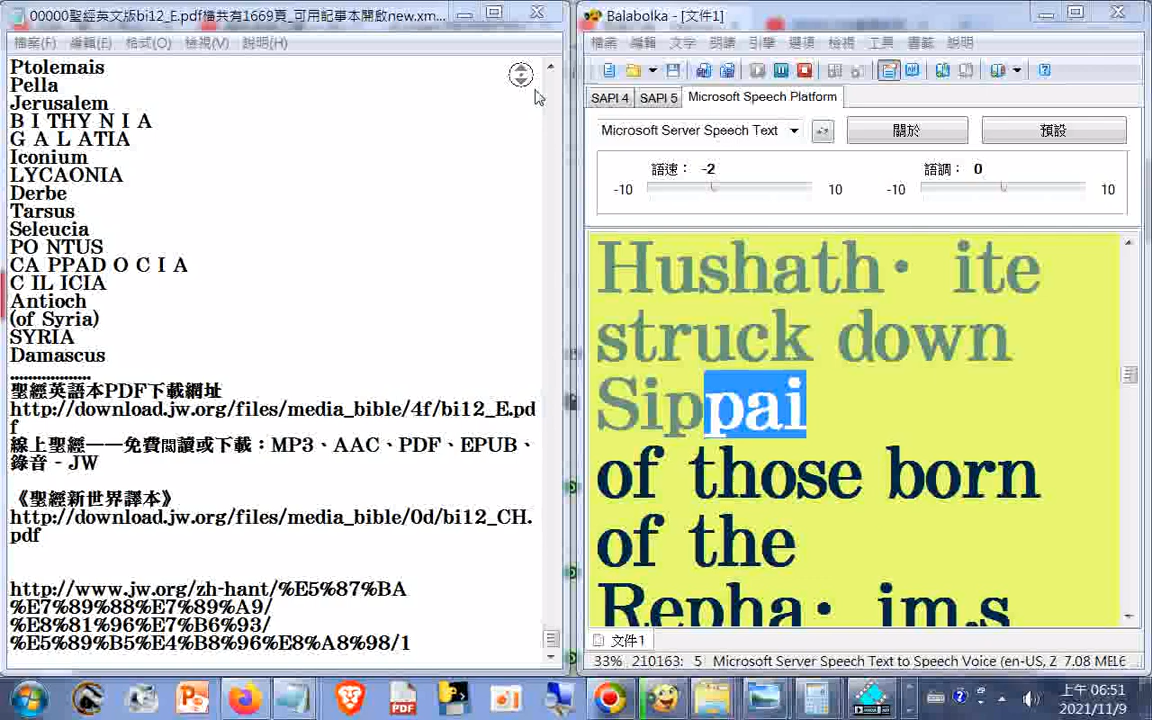 00000聖經英文版bi12_E.pdf檔共有1669頁_可用記事本開啟new.xm...
檔案(F) 編輯(E) 格式(O) 檢視(V) 說明(H)
Ptolemais
Pella
Jerusalem
B I THY N I A
G A L ATIA
Iconium
LYCAONIA
Derbe
Tarsus
Seleucia
PO NTUS
CA PPAD O C I A
C IL ICIA
Antioch
(of Syria)
SYRIA
Damascus
..................
聖經英語本PDF下載網址
http://download.jw.org/files/media_bible/4f/bi12_E.pd
f
線上聖經——免費閱讀或下載：MP3、AAC、PDF、EPUB、
錄音 - JW
《聖經新世界譯本》
http://download.jw.org/files/media_bible/0d/bi12_CH.
pdf
http://www.jw.org/zh-hant/%E5%87%BA
%E7%89%88%E7%89%A9/
%E8%81%96%E7%B6%93/
%E5%89%B5%E4%B8%96%E8%A8%98/1
Balabolka - [文件1]
檔案 編輯 文字 朗讀 引擎 選項 檢視 工具 書籤 說明
SAPI 4 SAPI 5 Microsoft Speech Platform
Microsoft Server Speech Text 關於 預設
語速： -2 語調： 0
-10 10 -10 10
Hushath· ite
struck down
Sippai
of those born
of the
Repha· im,s
文件1
33% 210163: 5 Microsoft Server Speech Text to Speech Voice (en-US, Z 7.08 MБ
PDF
上午 06:51
2021/11/9